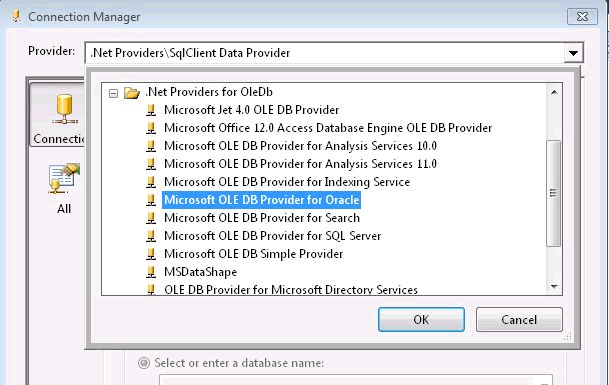 Connection Manager
Provider: .Net Providers\SqlClient Data Provider
.Net Providers for OleDb
Microsoft Jet 4.0 OLE DB Provider
Microsoft Office 12.0 Access Database Engine OLE DB Provider
Microsoft OLE DB Provider for Analysis Services 10.0
Microsoft OLE DB Provider for Analysis Services 11.0
Connectio
Microsoft OLE DB Provider for Indexing Service
Microsoft OLE DB Provider for Oracle
All
Microsoft OLE DB Provider for Search
Microsoft OLE DB Provider for SQL Server
Microsoft OLE DB Simple Provider
MSDataShape
OLE DB Provider for Microsoft Directory Services
OK Cancel
Select or enter a database name: